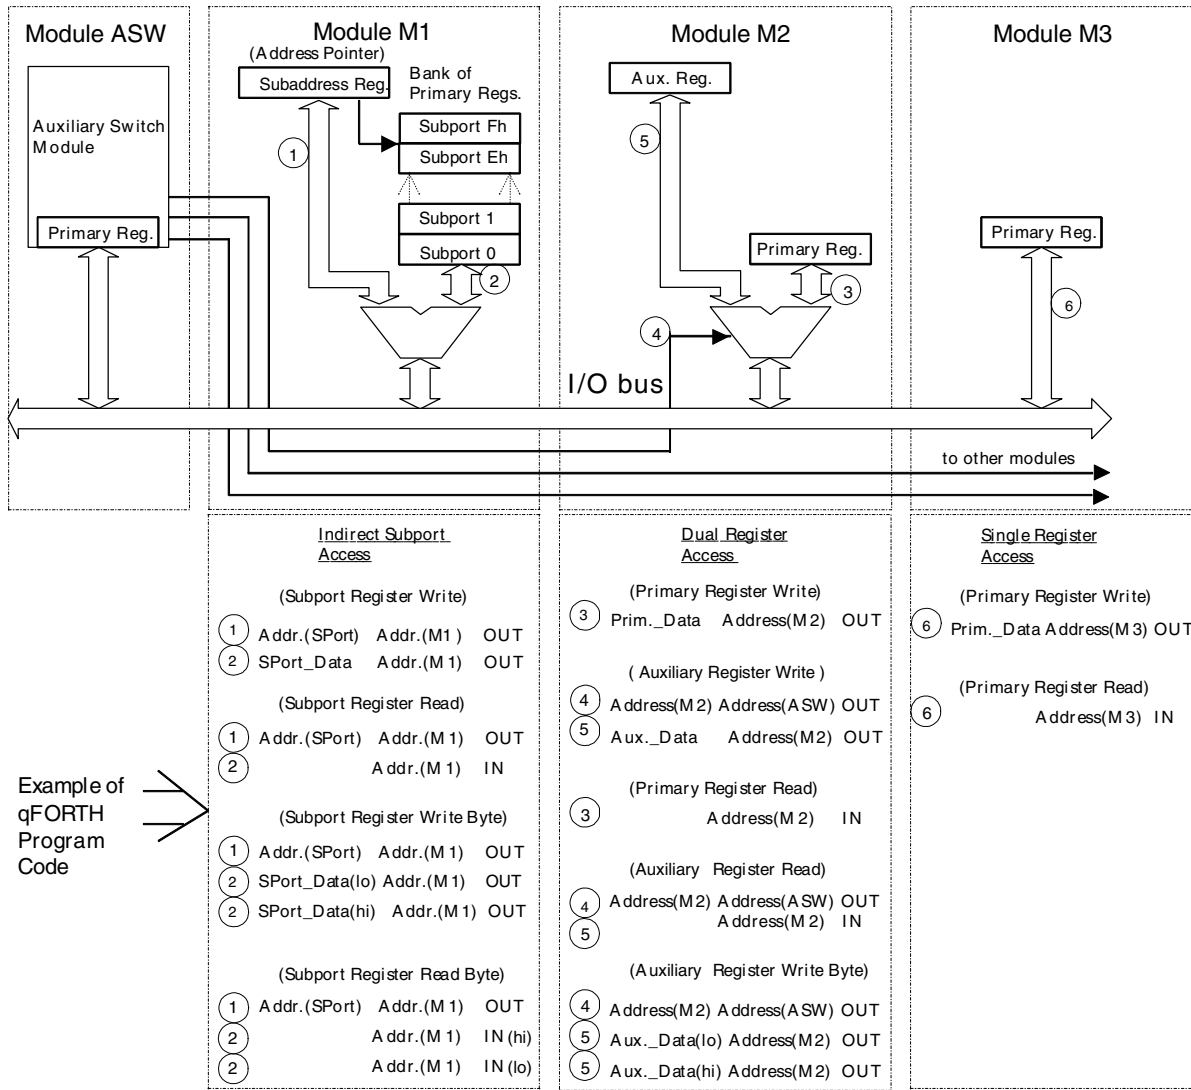 Module ASW
Module M1
Module M2
Module M3
(Address Pointer)
Subaddress Reg.
Bank of
Primary Regs.
Aux. Reg.
Auxiliary Switch
Module
Subport Fh
Subport Eh
1
5
Subport 1
Subport 0
Primary Reg.
Primary Reg.
Primary Reg.
2
3
6
4
I/O bus
to other modules
Indirect Support
Access
(Support Register Write)
1 Addr.(SPort) Addr.(M1) OUT
2 SPort_Data Addr.(M1) OUT
(Support Register Read)
1 Addr.(SPort) Addr.(M1) OUT
2 Addr.(M1) IN
(Support Register Write Byte)
1 Addr.(SPort) Addr.(M1) OUT
2 SPort_Data(lo) Addr.(M1) OUT
2 SPort_Data(hi) Addr.(M1) OUT
(Support Register Read Byte)
1 Addr.(SPort) Addr.(M1) OUT
2 Addr.(M1) IN (hi)
2 Addr.(M1) IN (lo)
Dual Register
Access
(Primary Register Write)
3 Prim._Data Address(M2) OUT
(Auxiliary Register Write)
4 Address(M2) Address(ASW) OUT
5 Aux._Data Address(M2) OUT
(Primary Register Read)
3 Address(M2) IN
(Auxiliary Register Read)
4 Address(M2) Address(ASW) OUT
5 Address(M2) IN
(Auxiliary Register Write Byte)
4 Address(M2) Address(ASW) OUT
5 Aux._Data(lo) Address(M2) OUT
5 Aux._Data(hi) Address(M2) OUT
Single Register
Access
(Primary Register Write)
6 Prim._Data Address(M3) OUT
(Primary Register Read)
6 Address(M3) IN
Example of
qFORTH
Program
Code